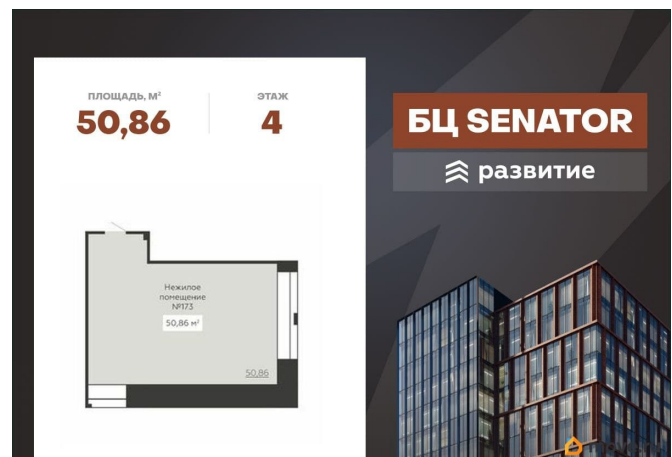 ПЛОЩАДЬ, М²
50,86
ЭТАЖ
4
БЦ SENATOR
развитие
Нежилое
помещение
№173
50,86 м²
50,86